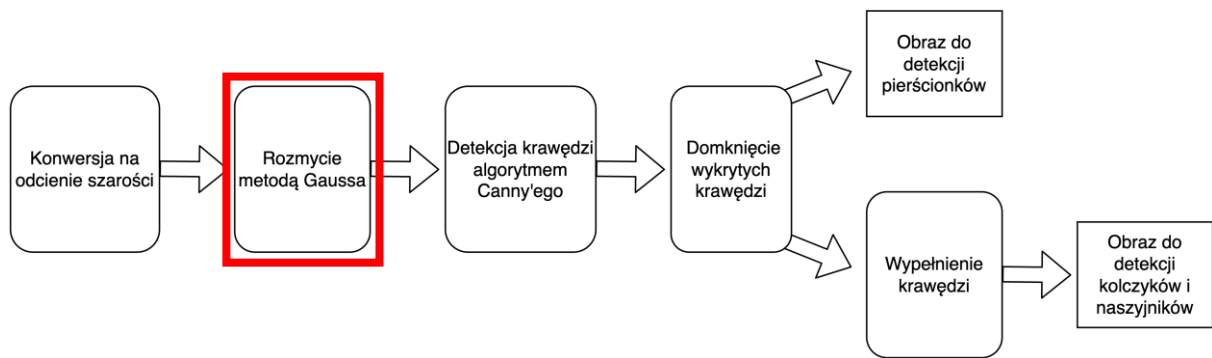 Konwersja na
odcienie szarości
Rozmycie
metodą Gaussa
Detekcja krawędzi
algorytmem
Canny'ego
Domknięcie
wykrytych
krawędzi
Obraz do
detekcji
pierścionków
Wypełnienie
krawędzi
Obraz do
detekcji
kolczyków i
naszyjników